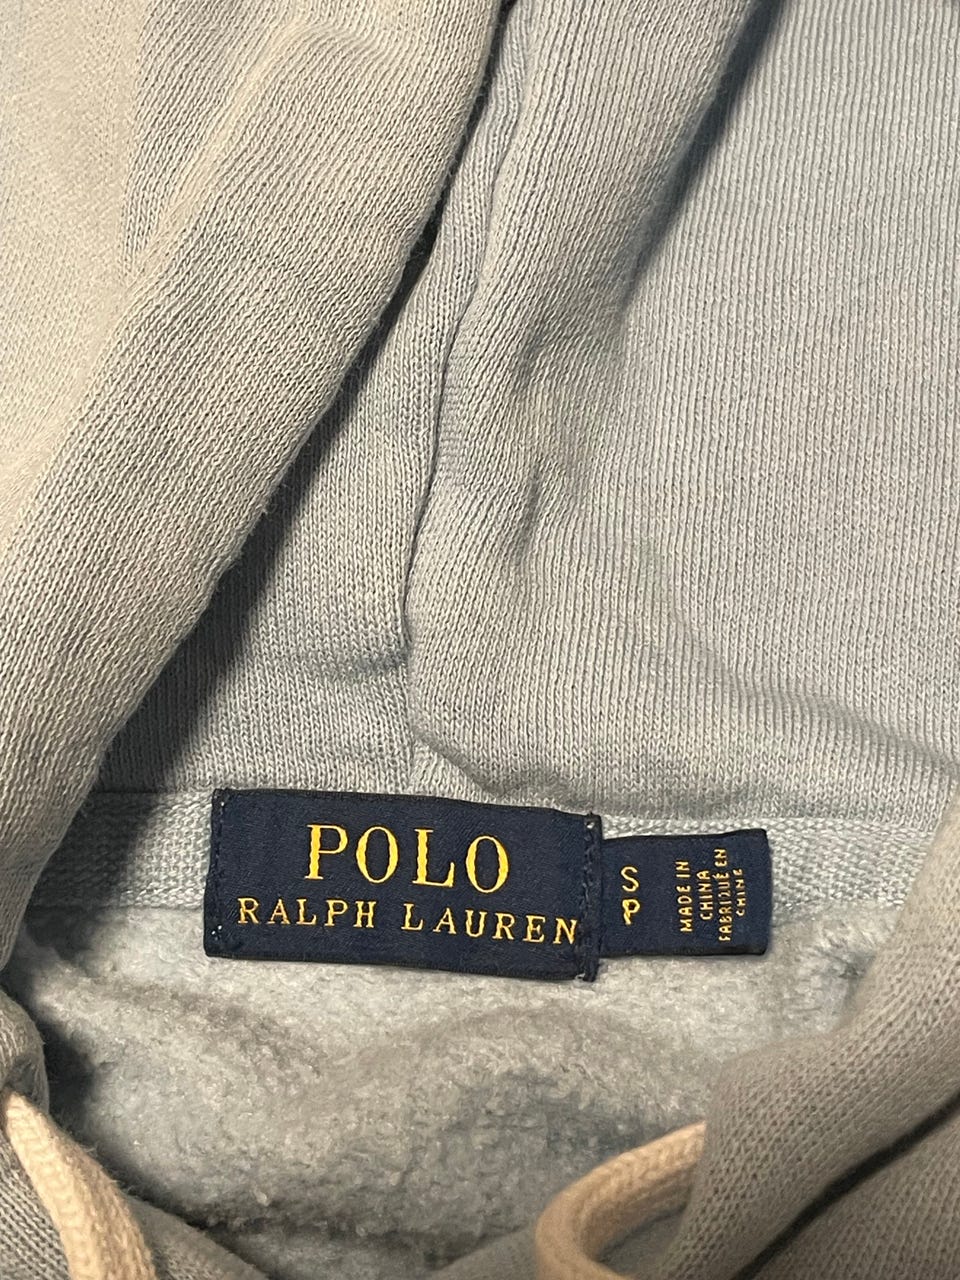 POLO
RALPH LAUREN
S
P
MADE IN
CHINA
FABRIQUÉ EN
CHINE